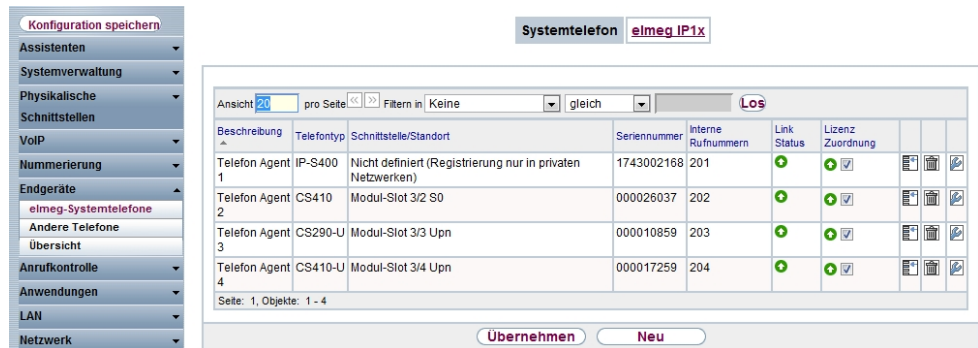 Konfiguration speichern
Assistenten
Systemverwaltung
Physikalische
Schnittstellen
VoIP
Nummerierung
Endgeräte
elmeg-Systemtelefone
Andere Telefone
Übersicht
Anrufkontrolle
Anwendungen
LAN
Netzwerk
Systemtelefon elmeg IP1x
Ansicht 20 pro Seite << >> Filtern in Keine gleich Los
Beschreibung Telefontyp Schnittstelle/Standort Seriennummer Interne Rufnummern Link Status Lizenz Zuordnung
Telefon Agent 1 IP-S400 Nicht definiert (Registrierung nur in privaten Netzwerken) 1743002168 201
Telefon Agent 2 CS410 Modul-Slot 3/2 S0 000026037 202
Telefon Agent 3 CS290-U Modul-Slot 3/3 Upn 000010859 203
Telefon Agent 4 CS410-U Modul-Slot 3/4 Upn 000017259 204
Seite: 1, Objekte: 1 - 4
Übernehmen Neu